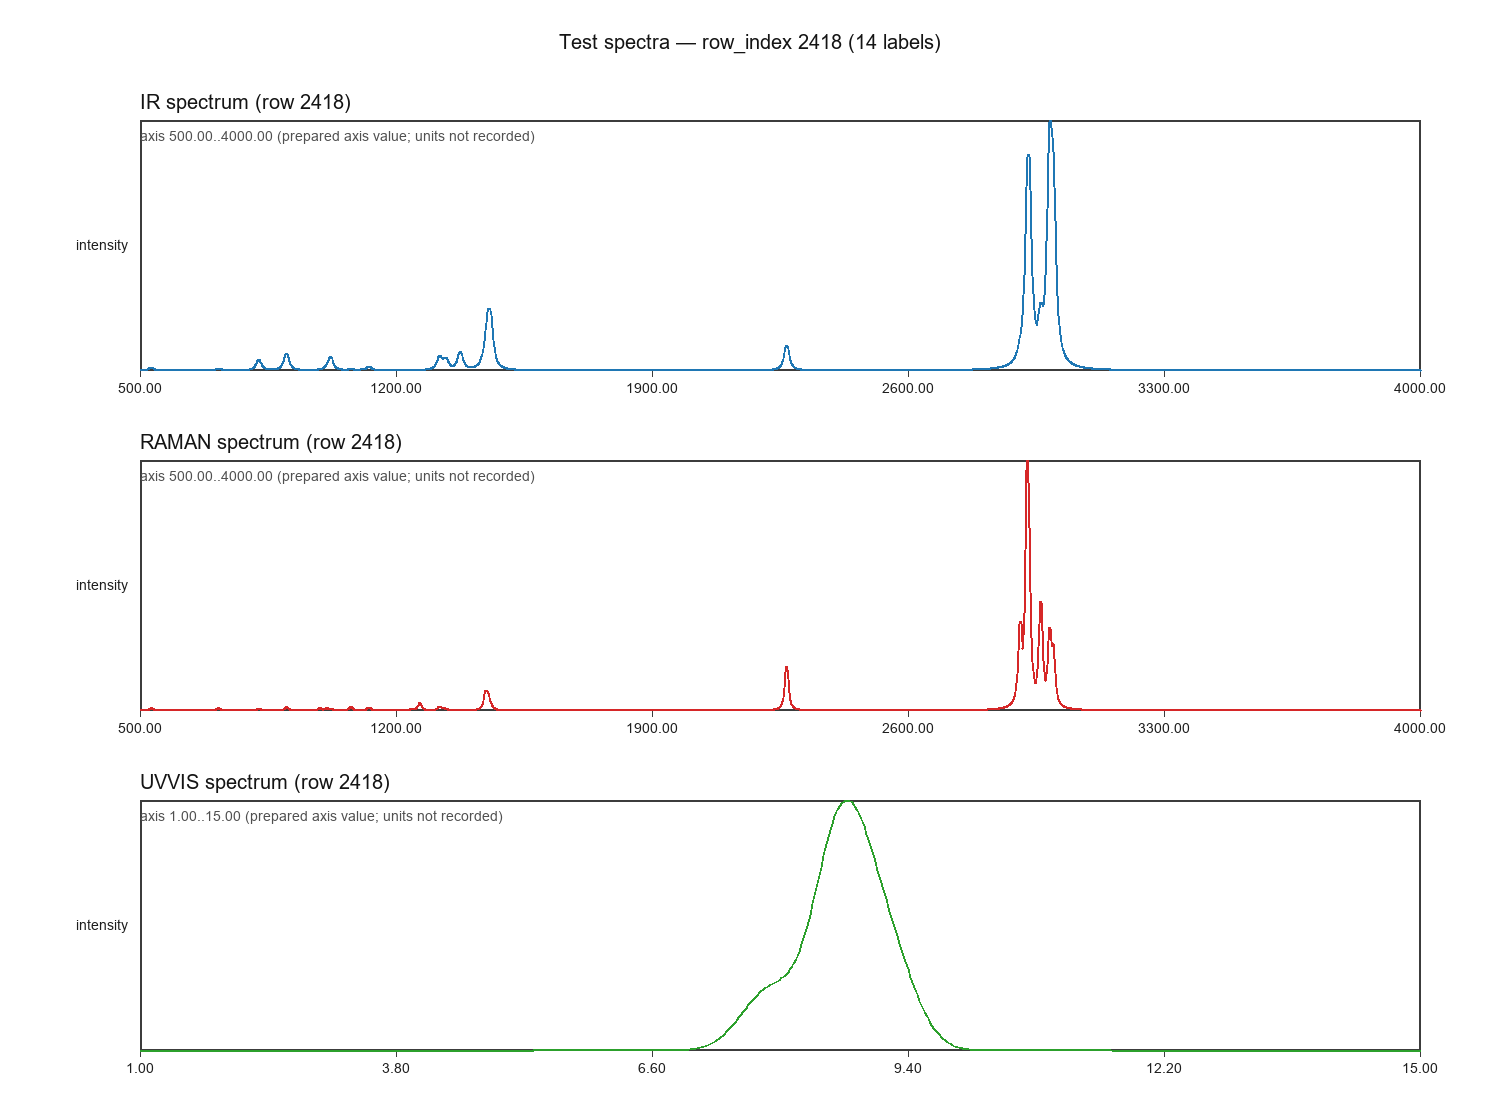 Test spectra — row_index 2418 (14 labels)
IR spectrum (row 2418)
axis 500.00..4000.00 (prepared axis value; units not recorded)
intensity
500.00 1200.00 1900.00 2600.00 3300.00 4000.00
RAMAN spectrum (row 2418)
axis 500.00..4000.00 (prepared axis value; units not recorded)
intensity
500.00 1200.00 1900.00 2600.00 3300.00 4000.00
UVVIS spectrum (row 2418)
axis 1.00..15.00 (prepared axis value; units not recorded)
intensity
1.00 3.80 6.60 9.40 12.20 15.00